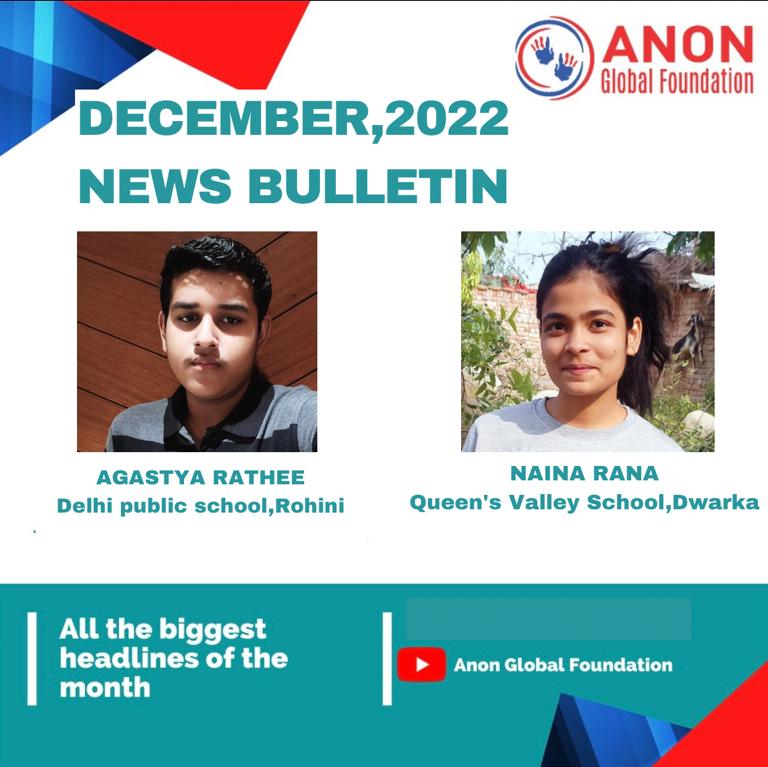 ANON
Global Foundation
DECEMBER,2022
NEWS BULLETIN
AGASTYA RATHEE
Delhi public school,Rohini
NAINA RANA
Queen's Valley School,Dwarka
All the biggest
headlines of the
month
Anon Global Foundation